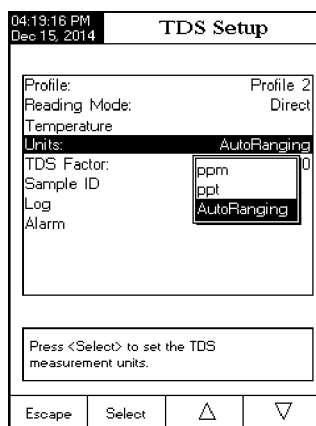 04:19:16 PM
Dec 15, 2014
TDS Setup
Profile: Profile 2
Reading Mode: Direct
Temperature
Units: AutoRanging
TDS Factor: 0
ppm
Sample ID
ppt
Log
AutoRanging
Alarm
Press <Select> to set the TDS
measurement units.
Escape Select